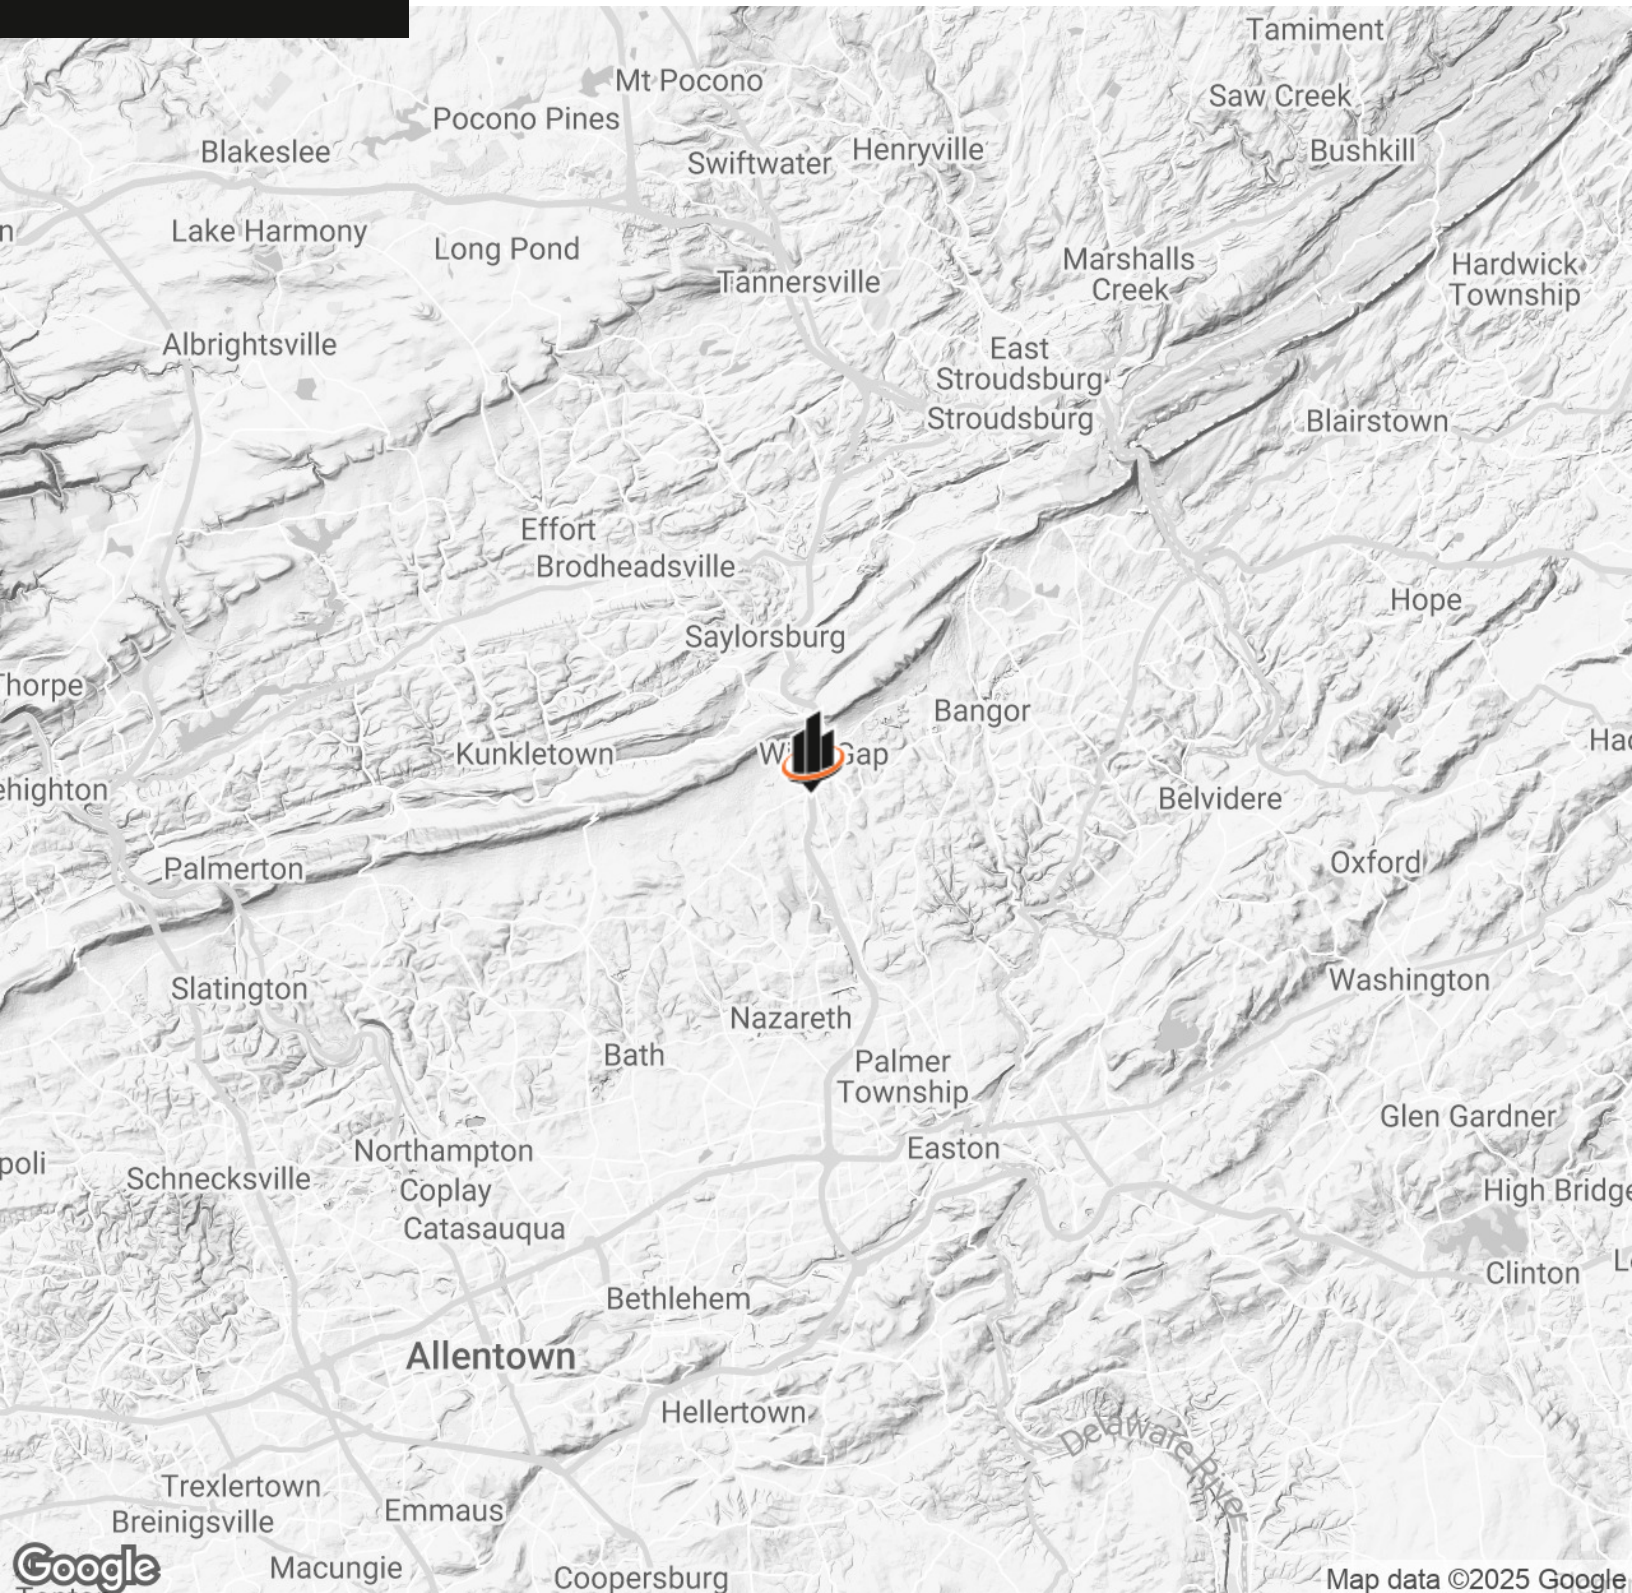 Tamiment
Mt Pocono
Saw Creek
Pocono Pines
Henryville
Bushkill
Blakeslee
Swiftwater
Lake Harmony
Long Pond
Marshalls
Creek
Hardwick
Township
Tannersville
Albrightsville
East
Stroudsburg
Stroudsburg
Blairstown
Effort
Brodheadsville
Hope
Saylorsburg
Thorpe
Bangor
Kunkletown
Gap
Belvidere
Palmerton
Oxford
Slatington
Washington
Nazareth
Bath
Palmer
Township
Glen Gardner
Northampton
Easton
Schnecksville
Coplay
High Bridge
Catasauqua
Clinton
Bethlehem
Allentown
Hellertown
Delaware River
Trexlertown
Emmaus
Breinigsville
Macungie
Coopersburg
Google
Map data ©2025 Google